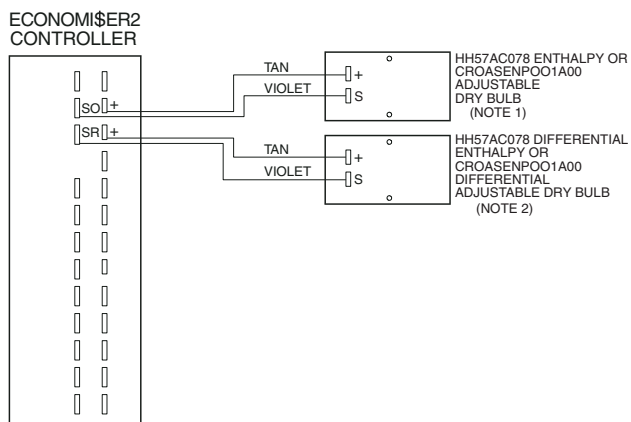 ECONOMI$ER2
CONTROLLER
SO +
SR +
TAN
VIOLET
+
S
HH57AC078 ENTHALPY OR
CROASENPOO1A00
ADJUSTABLE
DRY BULB
(NOTE 1)
TAN
VIOLET
+
S
HH57AC078 DIFFERENTIAL
ENTHALPY OR
CROASENPOO1A00
DIFFERENTIAL
ADJUSTABLE DRY BULB
(NOTE 2)